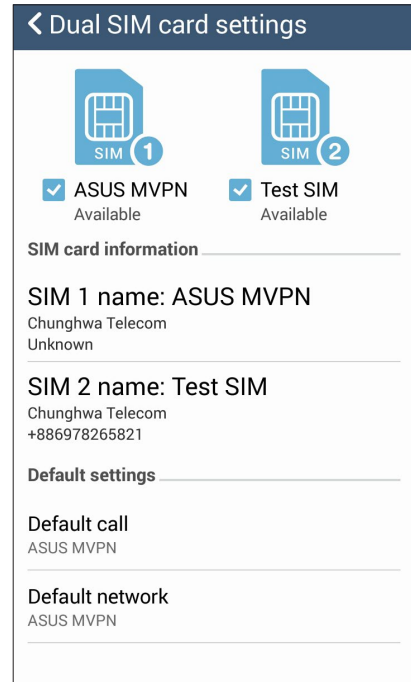 Dual SIM card settings
SIM 1 SIM 2
ASUS MVPN Test SIM
Available Available
SIM card information
SIM 1 name: ASUS MVPN
Chunghwa Telecom
Unknown
SIM 2 name: Test SIM
Chunghwa Telecom
+886978265821
Default settings
Default call
ASUS MVPN
Default network
ASUS MVPN